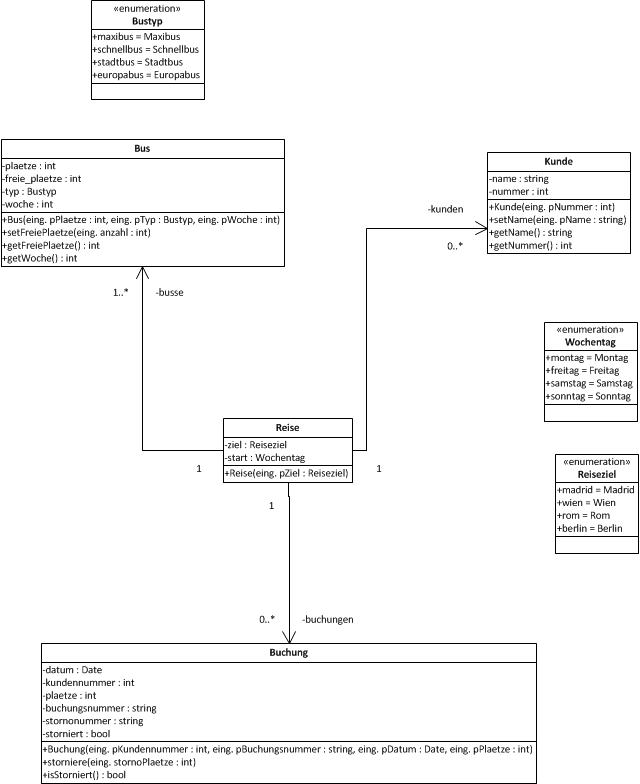 «enumeration»
Bustyp
+maxibus = Maxibus
+schnellbus = Schnellbus
+stadtbus = Stadtbus
+europabus = Europabus
Bus
-plaetze : int
-freie_plaetze : int
-typ : Bustyp
-woche : int
+Bus(eing. pPlaetze : int, eing. pTyp : Bustyp, eing. pWoche : int)
+setFreiePlaetze(eing. anzahl : int)
+getFreiePlaetze() : int
+getWoche() : int
Kunde
-name : string
-nummer : int
+Kunde(eing. pNummer : int)
+setName(eing. pName : string)
+getName() : string
+getNummer() : int
-kunden
0..*
1..*
-busse
«enumeration»
Wochentag
+montag = Montag
+freitag = Freitag
+samstag = Samstag
+sonntag = Sonntag
Reise
-ziel : Reiseziel
-start : Wochentag
+Reise(eing. pZiel : Reiseziel)
1
1
1
«enumeration»
Reiseziel
+madrid = Madrid
+wien = Wien
+rom = Rom
+berlin = Berlin
0..*
-buchungen
Buchung
-datum : Date
-kundennummer : int
-plaetze : int
-buchungsnummer : string
-stornonummer : string
-storniert : bool
+Buchung(eing. pKundennummer : int, eing. pBuchungsnummer : string, eing. pDatum : Date, eing. pPlaetze : int)
+storniere(eing. stornoPlaetze : int)
+isStorniert() : bool